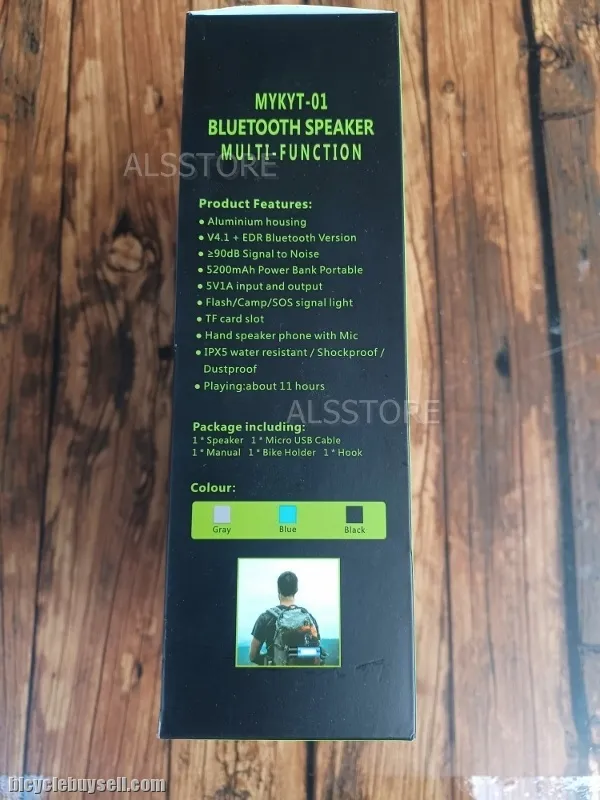 MYKYT-01
BLUETOOTH SPEAKER
MULTI-FUNCTION
ALSSTORE
Product Features:
• Aluminium housing
• V4.1 + EDR Bluetooth Version
• ≥90dB Signal to Noise
• 5200mAh Power Bank Portable
• 5V1A input and output
• Flash/Camp/SOS signal light
• TF card slot
• Hand speaker phone with Mic
• IPX5 water resistant / Shockproof /
Dustproof
• Playing:about 11 hours
ALSSTORE
Package including:
1 * Speaker 1 * Micro USB Cable
1 * Manual 1 * Bike Holder 1 * Hook
Colour:
Gray Blue Black
bicyclebuysell.com